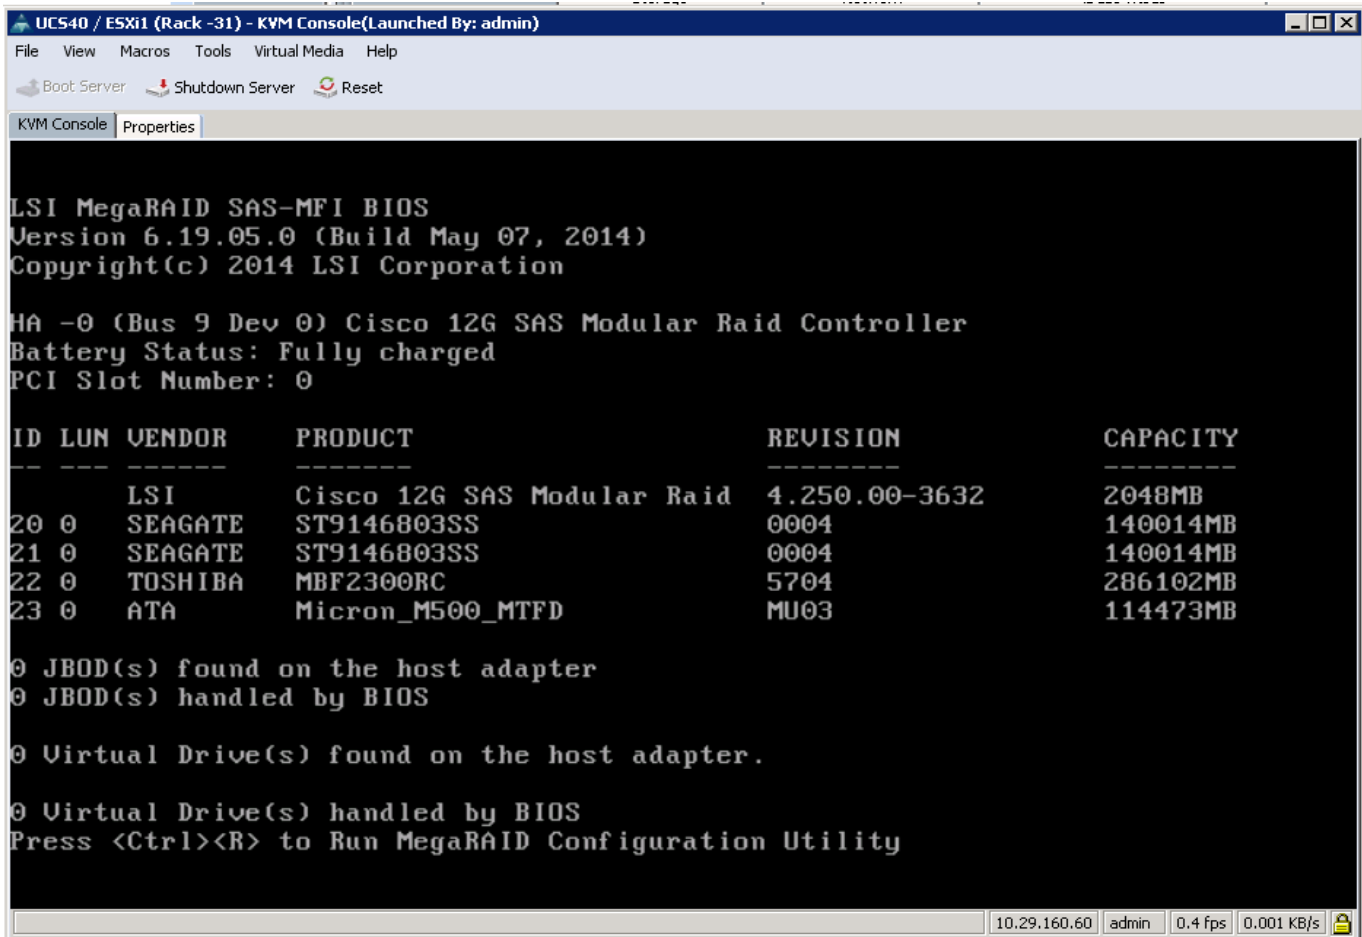 UCS40 / ESXi1 (Rack -31) - KVM Console(Launched By: admin)
File View Macros Tools Virtual Media Help
Boot Server Shutdown Server Reset
KVM Console Properties
LSI MegaRAID SAS-MFI BIOS
Version 6.19.05.0 (Build May 07, 2014)
Copyright(c) 2014 LSI Corporation
HA -0 (Bus 9 Dev 0) Cisco 12G SAS Modular Raid Controller
Battery Status: Fully charged
PCI Slot Number: 0
ID LUN VENDOR PRODUCT REVISION CAPACITY
-- --- ------ ------- -------- --------
LSI Cisco 12G SAS Modular Raid 4.250.00-3632 2048MB
20 0 SEAGATE ST9146803SS 0004 140014MB
21 0 SEAGATE ST9146803SS 0004 140014MB
22 0 TOSHIBA MBF2300RC 5704 286102MB
23 0 ATA Micron_M500_MTFD MU03 114473MB
0 JBOD(s) found on the host adapter
0 JBOD(s) handled by BIOS
0 Virtual Drive(s) found on the host adapter.
0 Virtual Drive(s) handled by BIOS
Press <Ctrl><R> to Run MegaRAID Configuration Utility
10.29.160.60 admin 0.4 fps 0.001 KB/s